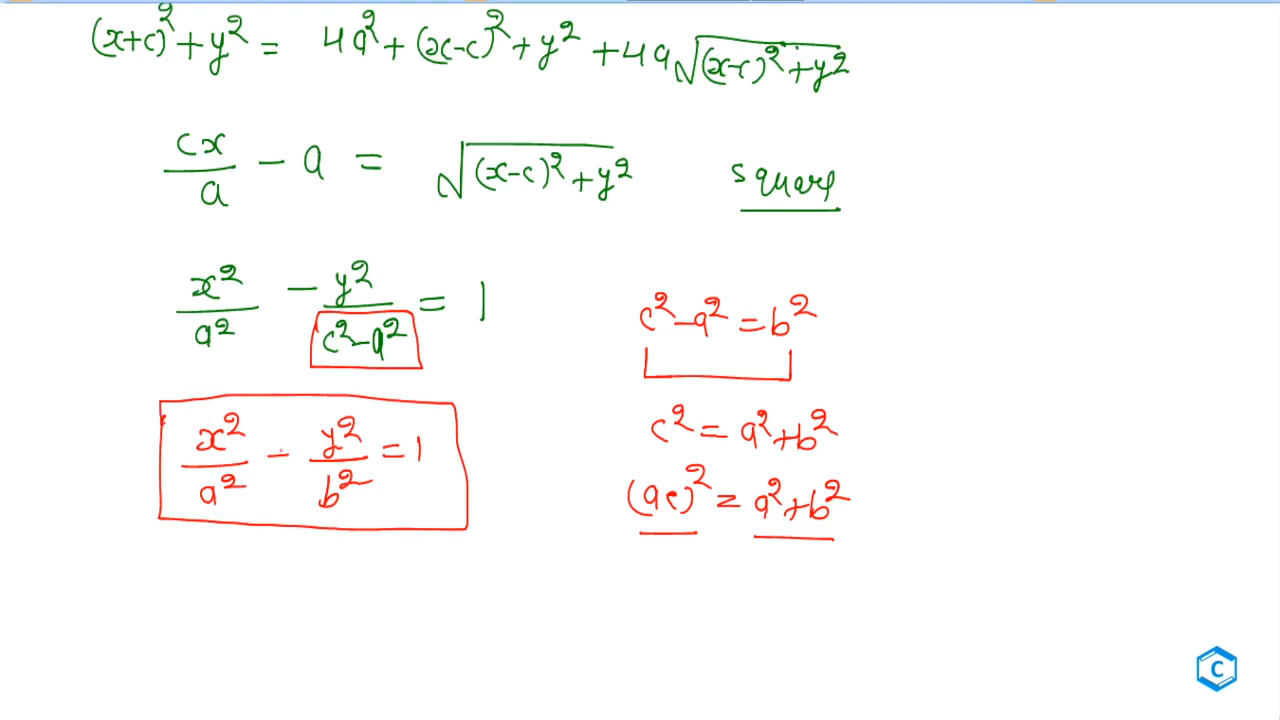 (x+c)² + y² = 4a² + (x-c)² + y² + 4a√((x-c)² + y²)
cx/a - a = √((x-c)² + y²) square
x²/a² - y²/(c²-a²) = 1
c² - a² = b²
x²/a² - y²/b² = 1
c² = a² + b²
(ae)² = a² + b²
C